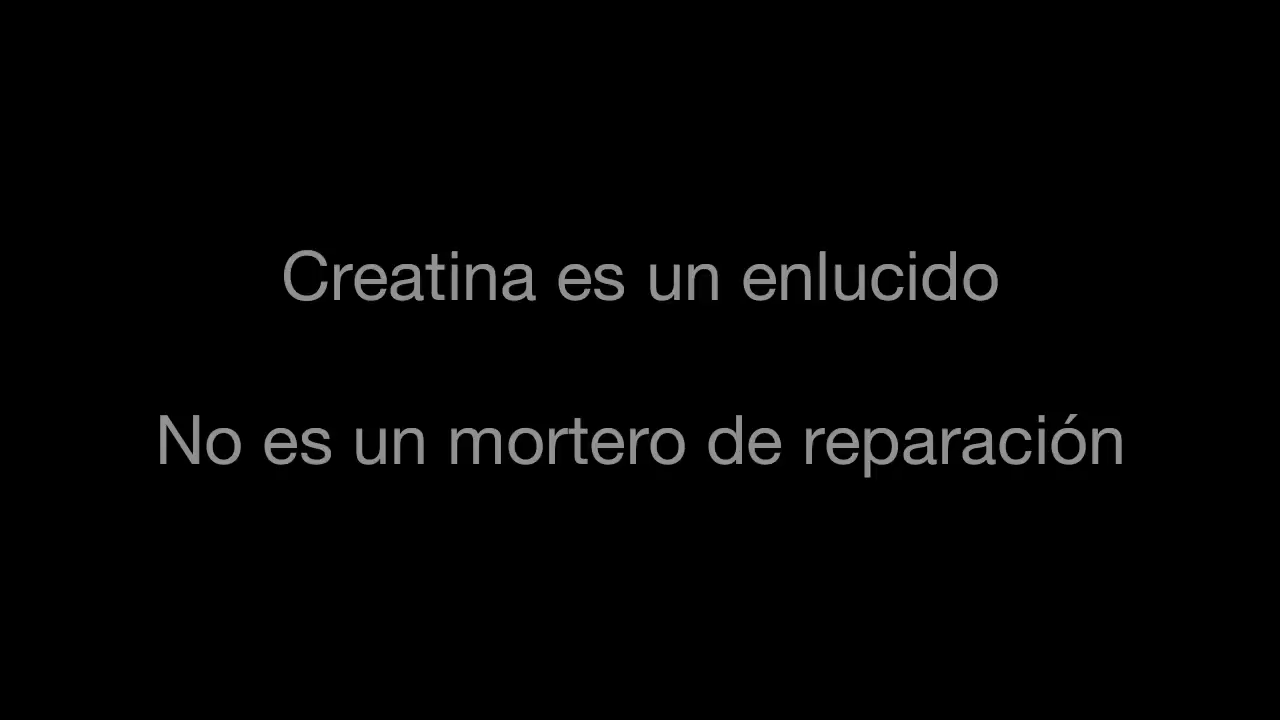 Creatina es un enlucido
No es un mortero de reparación